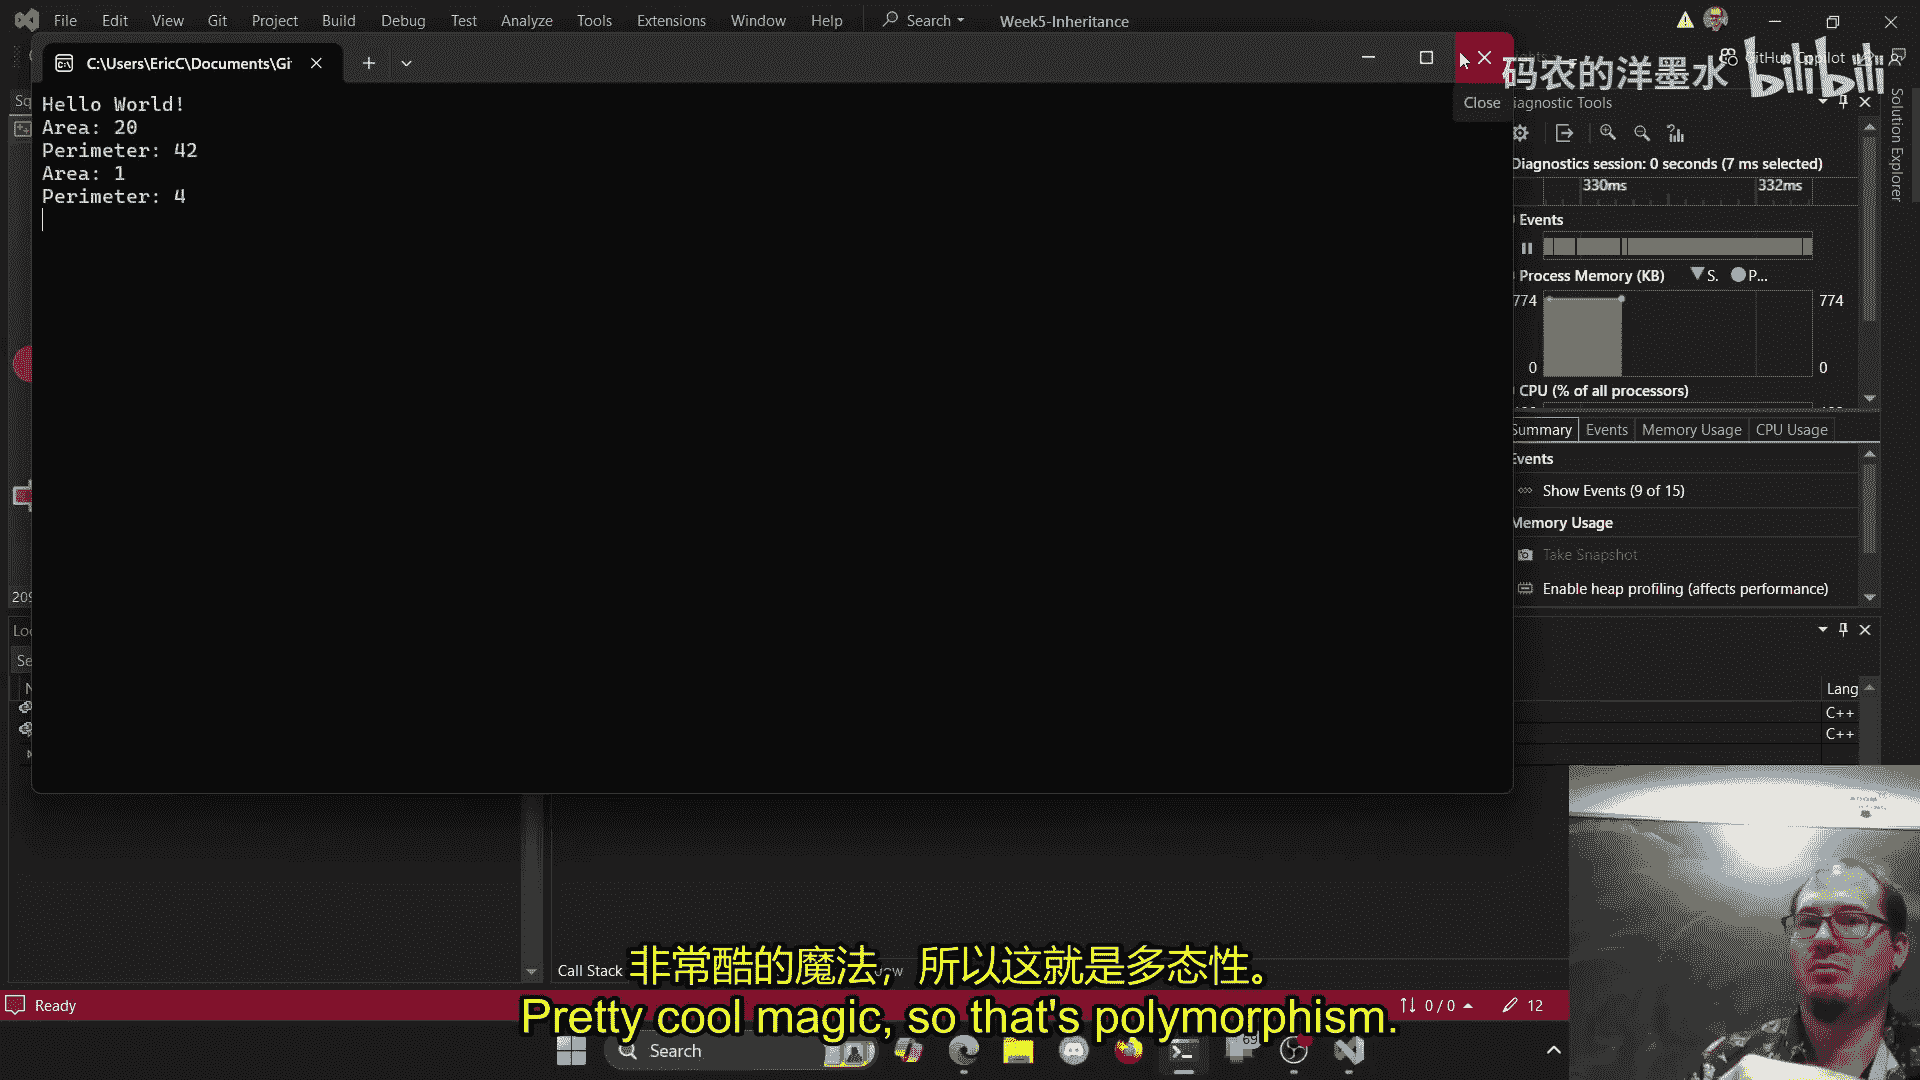 File Edit View Git Project Build Debug Test Analyze Tools Extensions Window Help Search Week5-Inheritance
C:\Users\EricC\Documents\Gi
GitHub Copilot
码农的洋墨水 bilibili
Close
Diagnostic Tools
Hello World!
Area: 20
Perimeter: 42
Area: 1
Perimeter: 4
Diagnostics session: 0 seconds (7 ms selected)
330ms 332ms
Events
Process Memory (KB) S. P...
774 774
0 0
CPU (% of all processors)
Summary Events Memory Usage CPU Usage
Events
Show Events (9 of 15)
Memory Usage
Take Snapshot
Enable heap profiling (affects performance)
Solution Explorer
Lang
C++
C++
Call Stack
非常酷的魔法，所以这就是多态性。
Pretty cool magic, so that's polymorphism.
Ready
0 / 0
12
Search